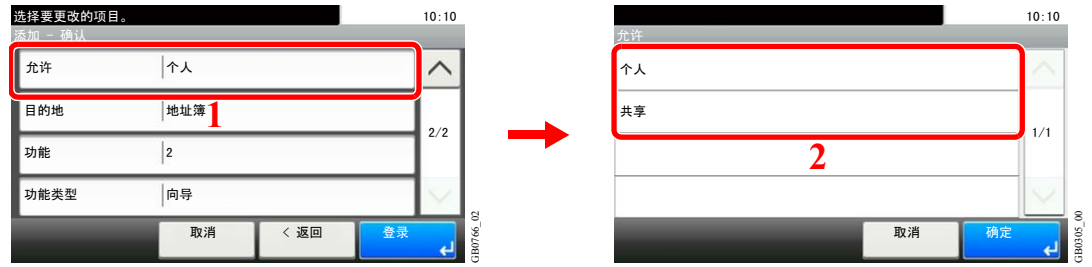 选择要更改的项目。 10:10
添加 - 确认
允许 个人
目的地 地址簿
1
2/2
功能 2
功能类型 向导
取消 < 返回 登录
GB0766_02
10:10
允许
个人
共享
1/1
2
取消 确定
GB0305_00